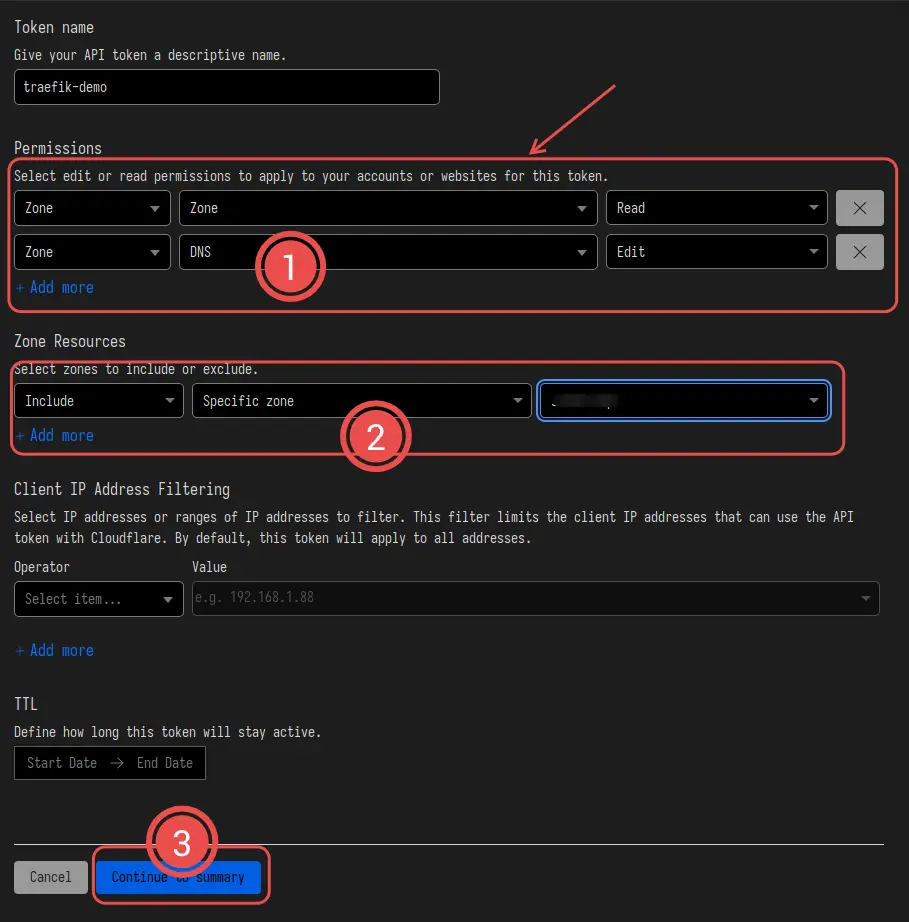 Token name
Give your API token a descriptive name.
traefik-demo
Permissions
Select edit or read permissions to apply to your accounts or websites for this token.
Zone Zone Read
Zone DNS Edit
1
+ Add more
Zone Resources
Select zones to include or exclude.
Include Specific zone
+ Add more
2
Client IP Address Filtering
Select IP addresses or ranges of IP addresses to filter. This filter limits the client IP addresses that can use the API
token with Cloudflare. By default, this token will apply to all addresses.
Operator Value
Select item... e.g. 192.168.1.88
+ Add more
TTL
Define how long this token will stay active.
Start Date → End Date
3
Cancel Continue to summary